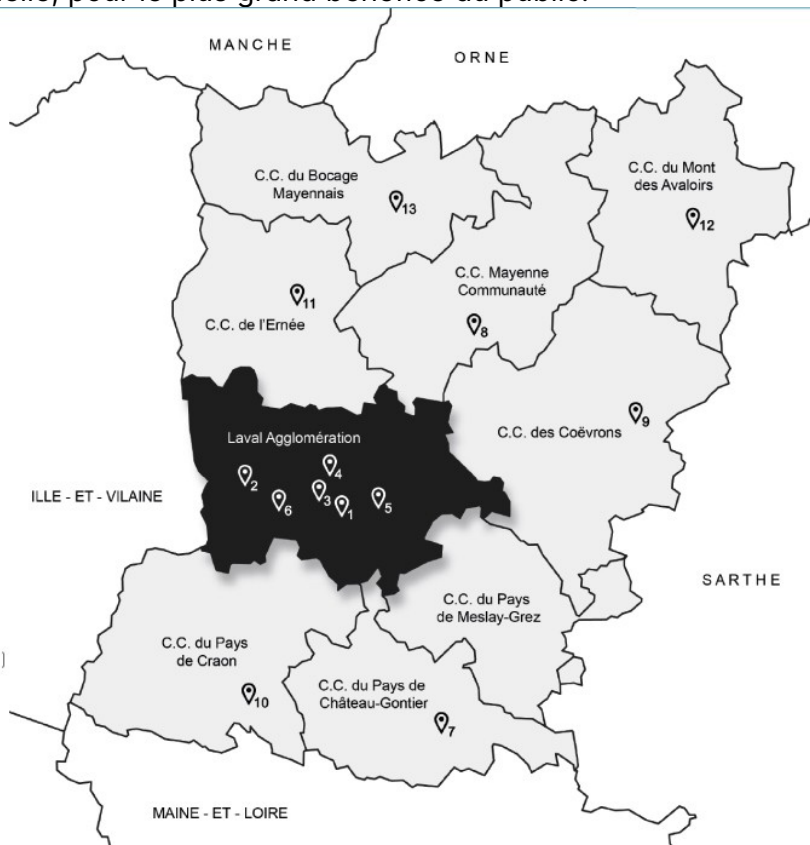 MANCHE
ORNE
C.C. du Bocage
Mayennais
13
C.C. du Mont
des Avaloirs
12
C.C. Mayenne
Communauté
8
11
C.C. de l'Ernée
9
C.C. des Coëvrons
Laval Agglomération
4
2
3
6
1
5
ILLE - ET - VILAINE
SARTHE
C.C. du Pays
de Meslay-Grez
C.C. du Pays
de Craon
10
C.C. du Pays de
Château-Gontier
7
MAINE - ET - LOIRE